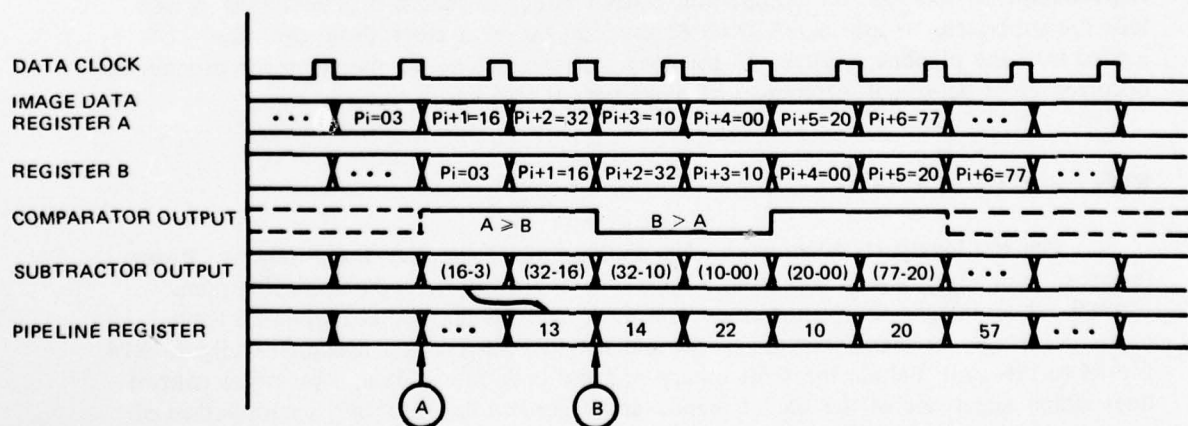 DATA CLOCK
IMAGE DATA
REGISTER A
• • • Pi=03 Pi+1=16 Pi+2=32 Pi+3=10 Pi+4=00 Pi+5=20 Pi+6=77 • • •
REGISTER B
• • • Pi=03 Pi+1=16 Pi+2=32 Pi+3=10 Pi+4=00 Pi+5=20 Pi+6=77 • • •
COMPARATOR OUTPUT
A ⩾ B B > A
SUBTRACTOR OUTPUT
(16-3) (32-16) (32-10) (10-00) (20-00) (77-20) • • •
PIPELINE REGISTER
• • • 13 14 22 10 20 57 • • •
A B